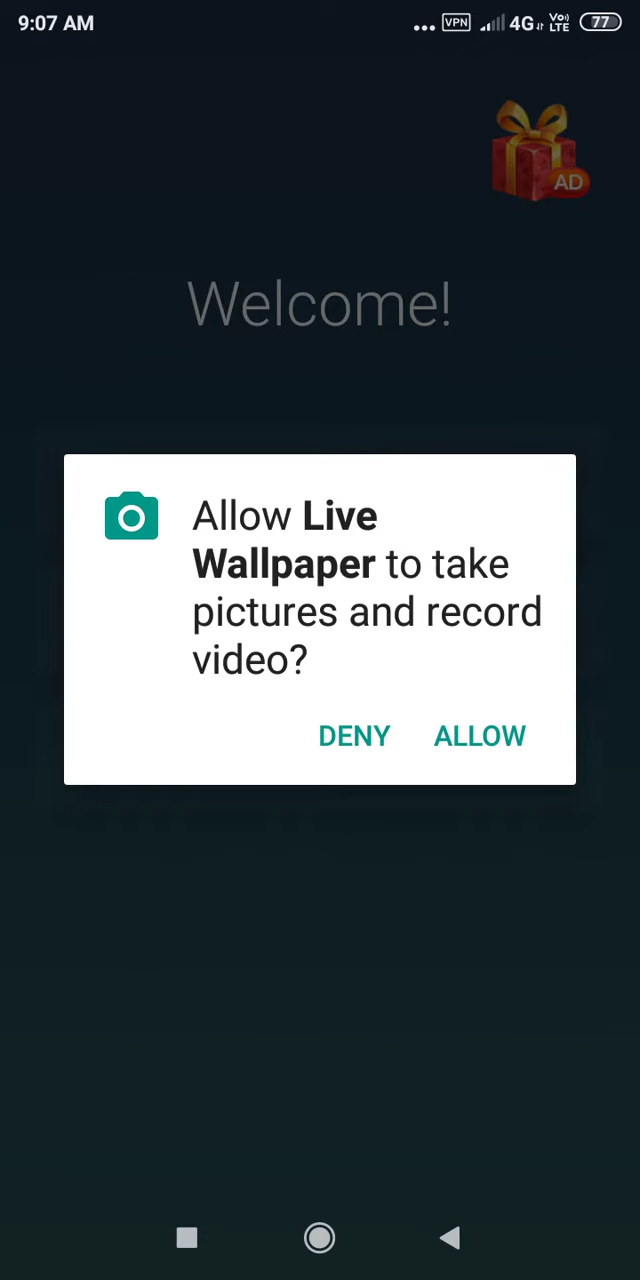 9:07 AM ... VPN 4G Vo) LTE 77
AD
Welcome!
Allow Live
Wallpaper to take
pictures and record
video?
DENY ALLOW